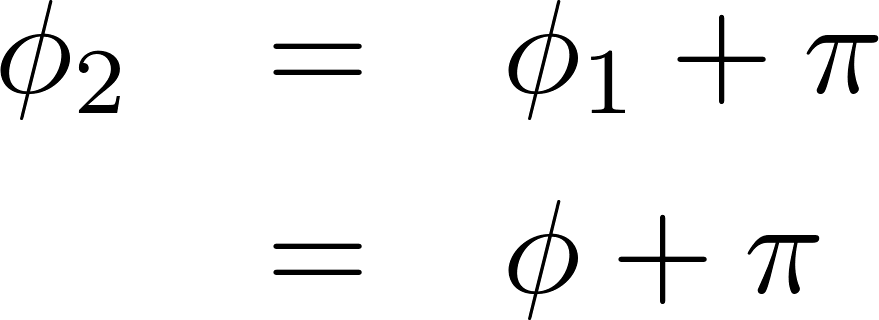 ϕ₂ = ϕ₁ + π
= ϕ + π